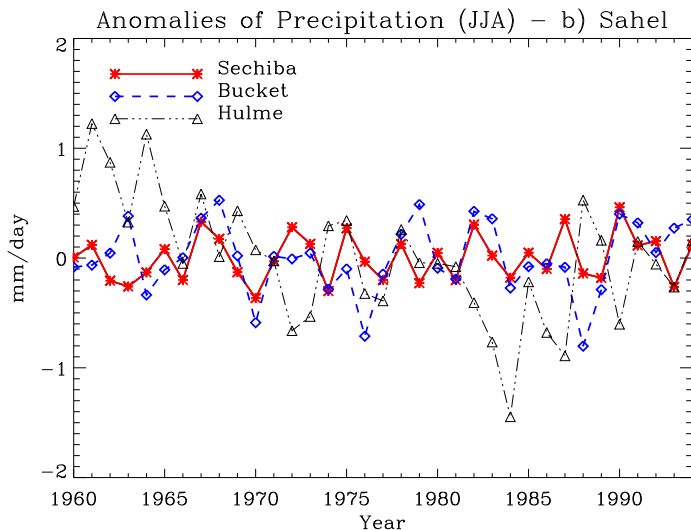 Anomalies of Precipitation (JJA) – b) Sahel
2
Sechiba
Bucket
Hulme
1
mm/day
0
−1
−2
1960 1965 1970 1975 1980 1985 1990
Year